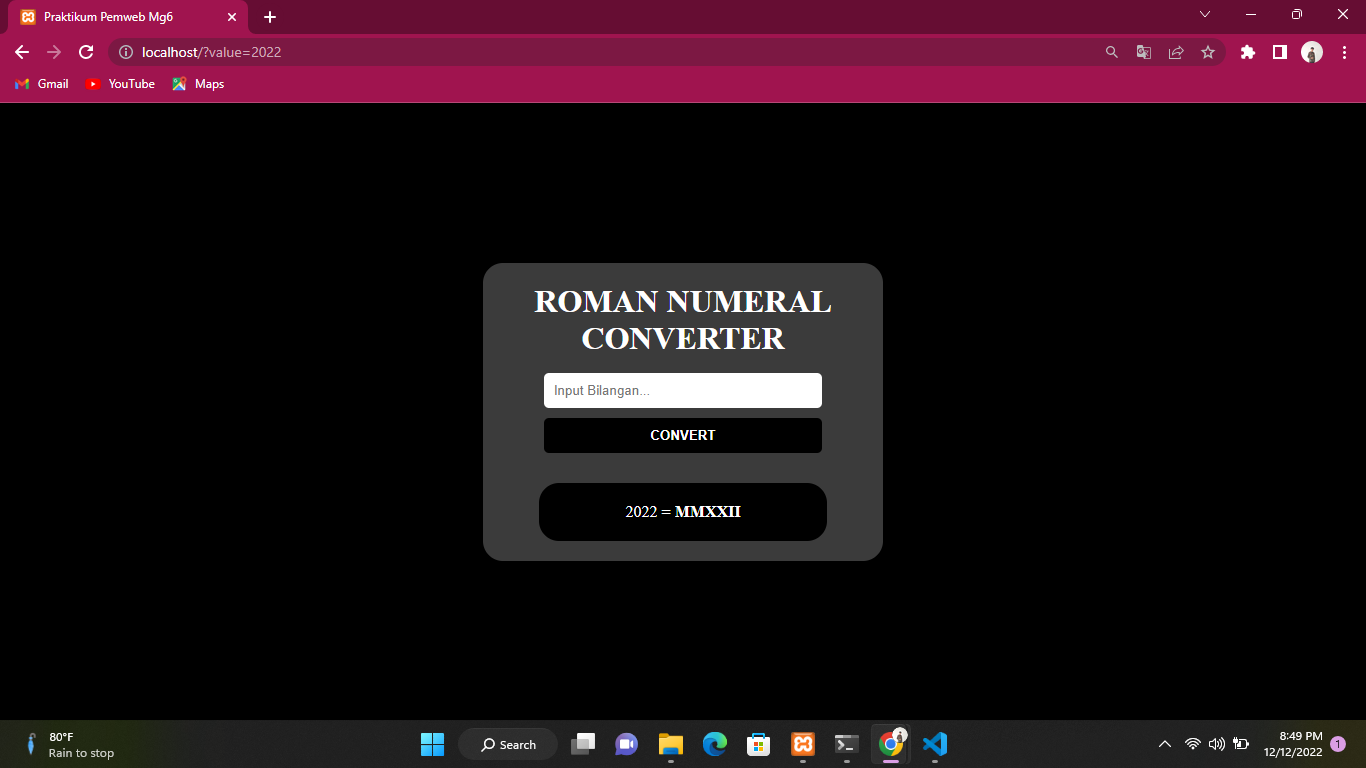 Praktikum Pemweb Mg6
localhost/?value=2022
Gmail YouTube Maps
ROMAN NUMERAL
CONVERTER
Input Bilangan...
CONVERT
2022 = MMXXII
80°F
Rain to stop
Search
8:49 PM
12/12/2022
1